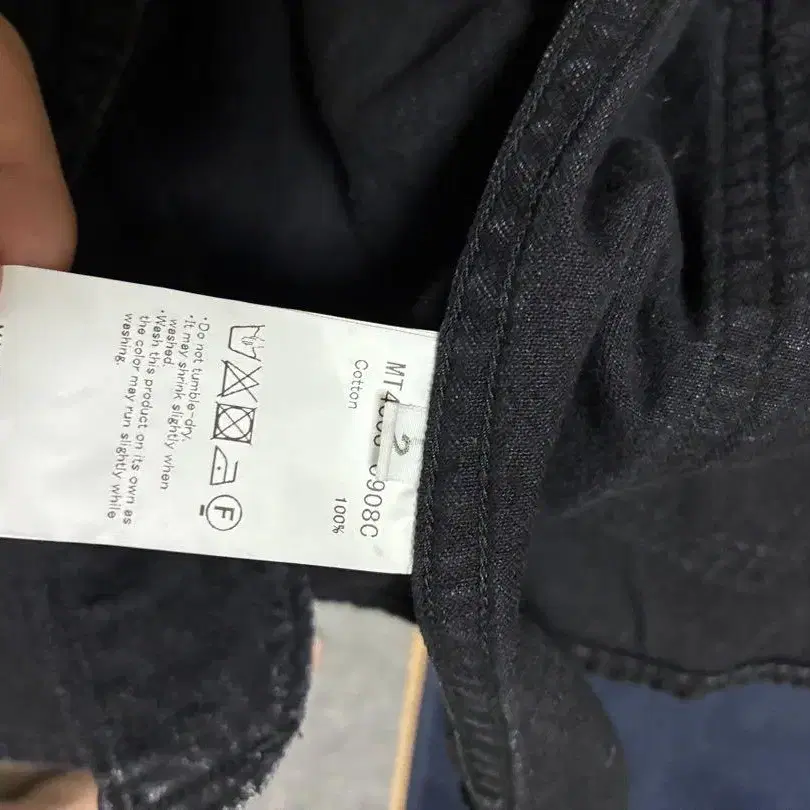 Cotton 100%
2
F
·Do not tumble-dry.
·It may shrink slightly when
washed.
·Wash this product on its own as
the color may run slightly while
washing.